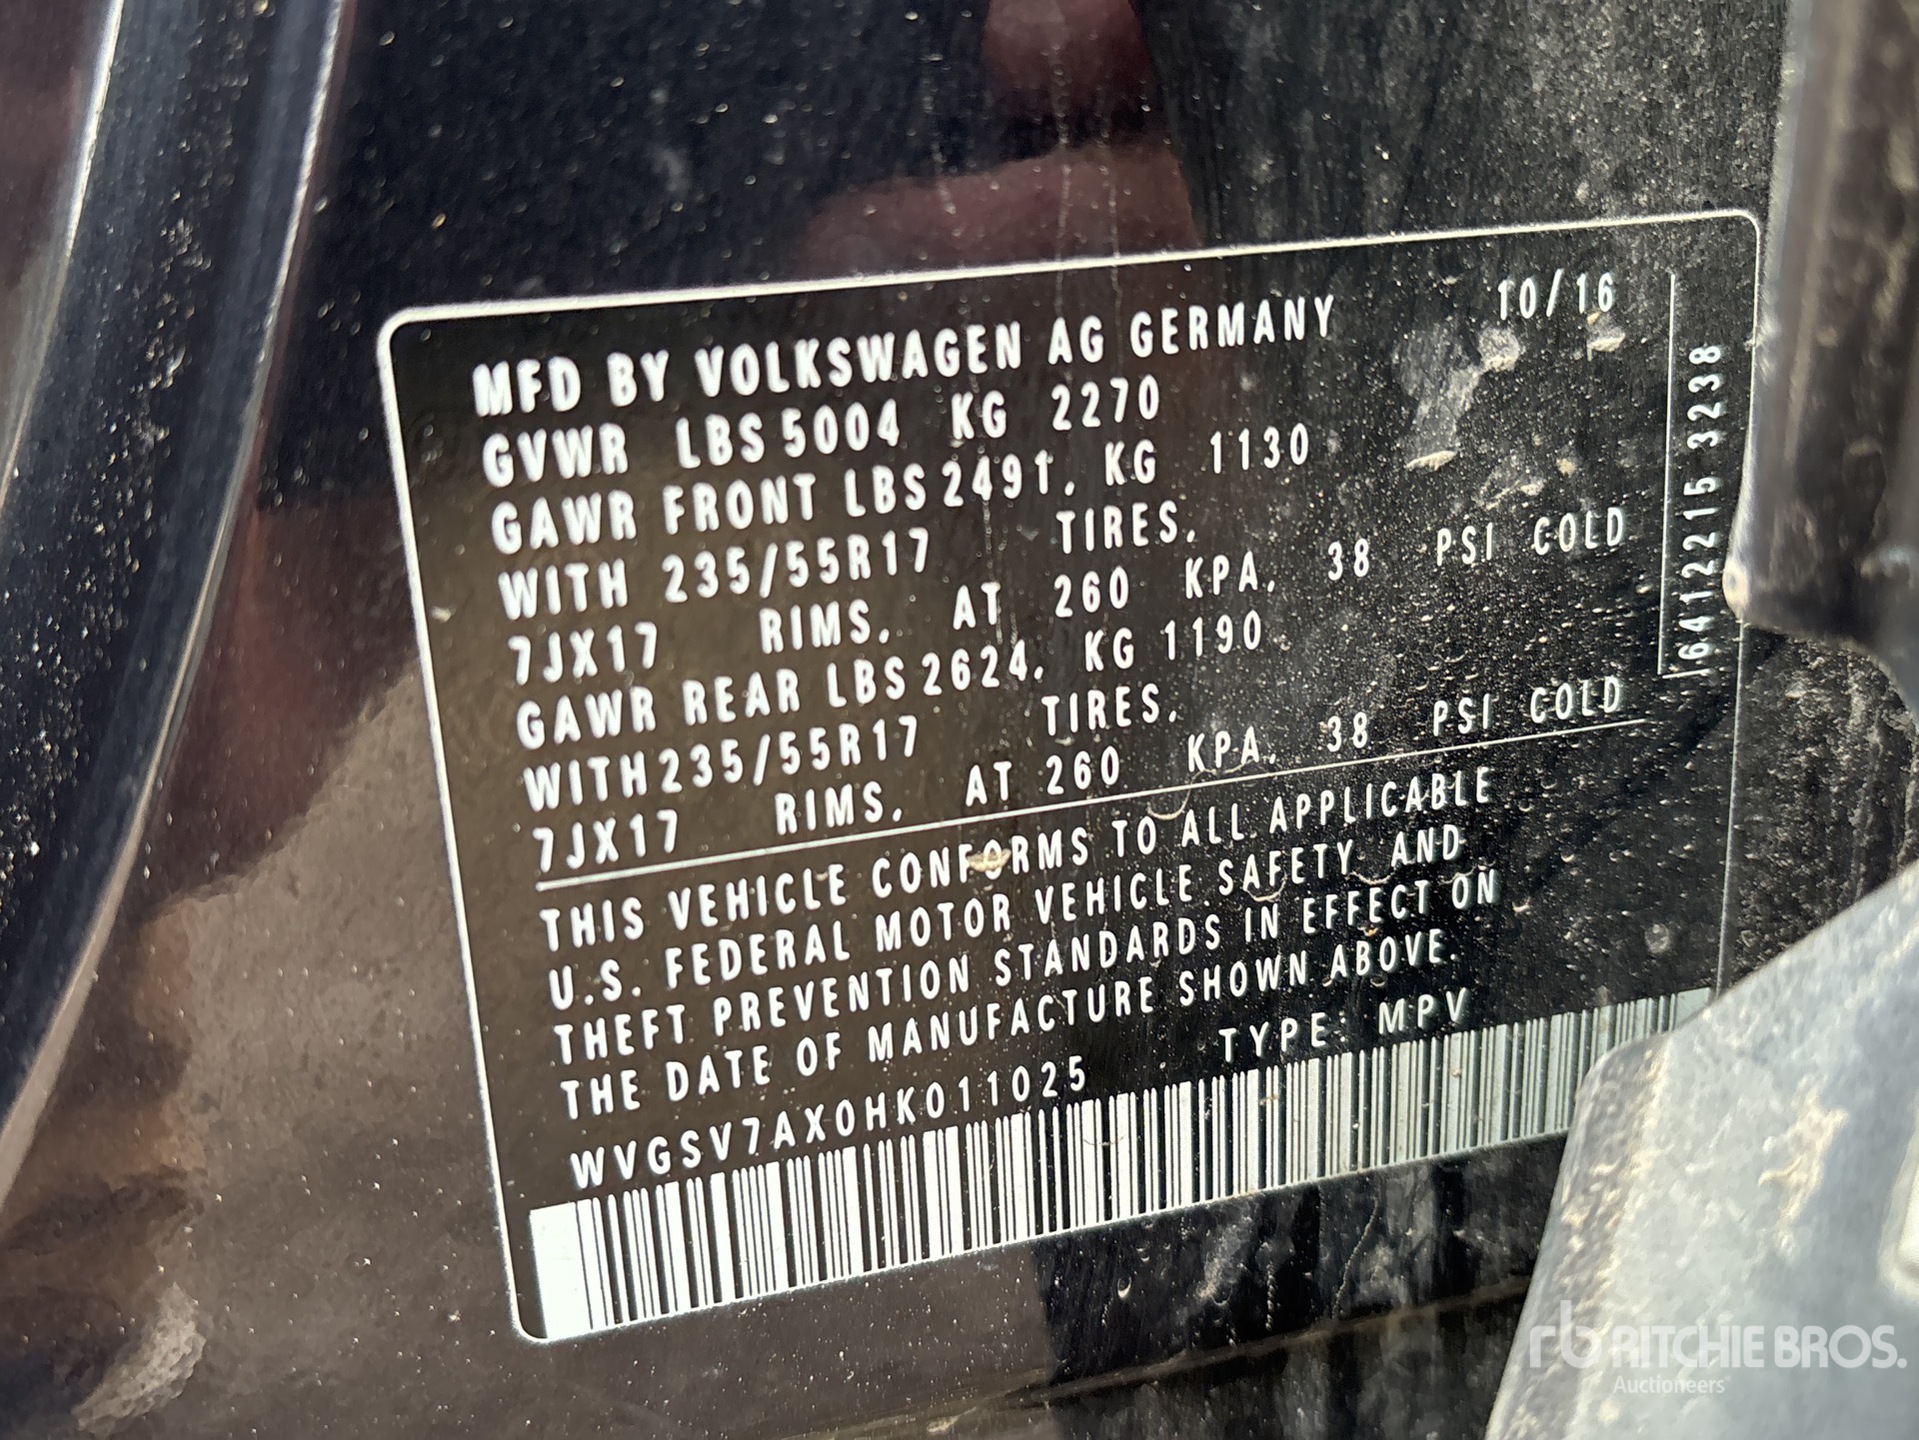 MFD BY VOLKSWAGEN AG GERMANY 10/16
GVWR LBS 5004 KG 2270
GAWR FRONT LBS 2491, KG 1130
WITH 235/55R17 TIRES,
7JX17 RIMS, AT 260 KPA, 38 PSI COLD
GAWR REAR LBS 2624, KG 1190
WITH 235/55R17 TIRES,
7JX17 RIMS, AT 260 KPA, 38 PSI COLD
THIS VEHICLE CONFORMS TO ALL APPLICABLE
U.S. FEDERAL MOTOR VEHICLE SAFETY AND
THEFT PREVENTION STANDARDS IN EFFECT ON
THE DATE OF MANUFACTURE SHOWN ABOVE.
WVGSV7AX0HK011025 TYPE: MPV
16412215 3238
rb RITCHIE BROS.
Auctioneers